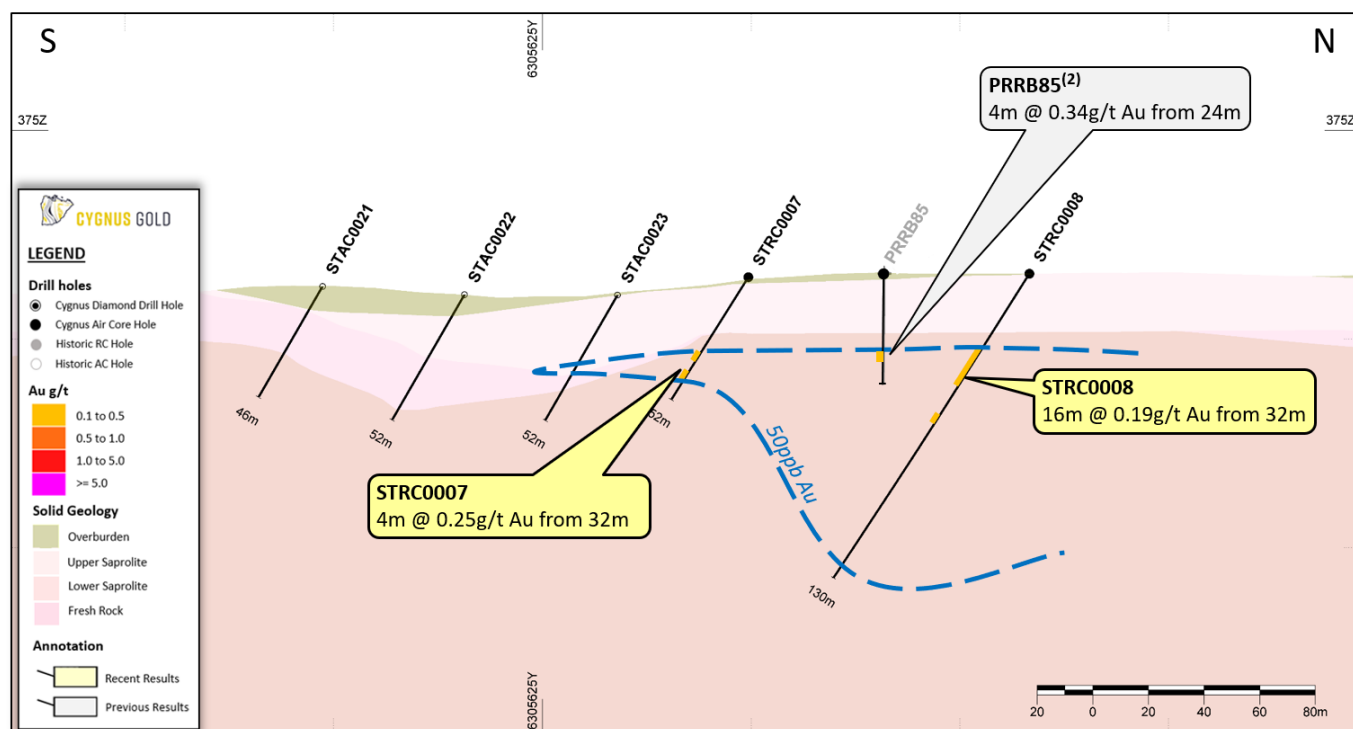 S
6305625Y
N
PRRB85(2)
4m @ 0.34g/t Au from 24m
375Z
375Z
CYGNUS GOLD
LEGEND
Drill holes
Cygnus Diamond Drill Hole
Cygnus Air Core Hole
Historic RC Hole
Historic AC Hole
Au g/t
0.1 to 0.5
0.5 to 1.0
1.0 to 5.0
>= 5.0
Solid Geology
Overburden
Upper Saprolite
Lower Saprolite
Fresh Rock
Annotation
Recent Results
Previous Results
STAC0021
STAC0022
STAC0023
STRC0007
PRRB85
STRC0008
46m
52m
52m
52m
130m
50ppb Au
STRC0008
16m @ 0.19g/t Au from 32m
STRC0007
4m @ 0.25g/t Au from 32m
6305625Y
20 0 20 40 60 80m